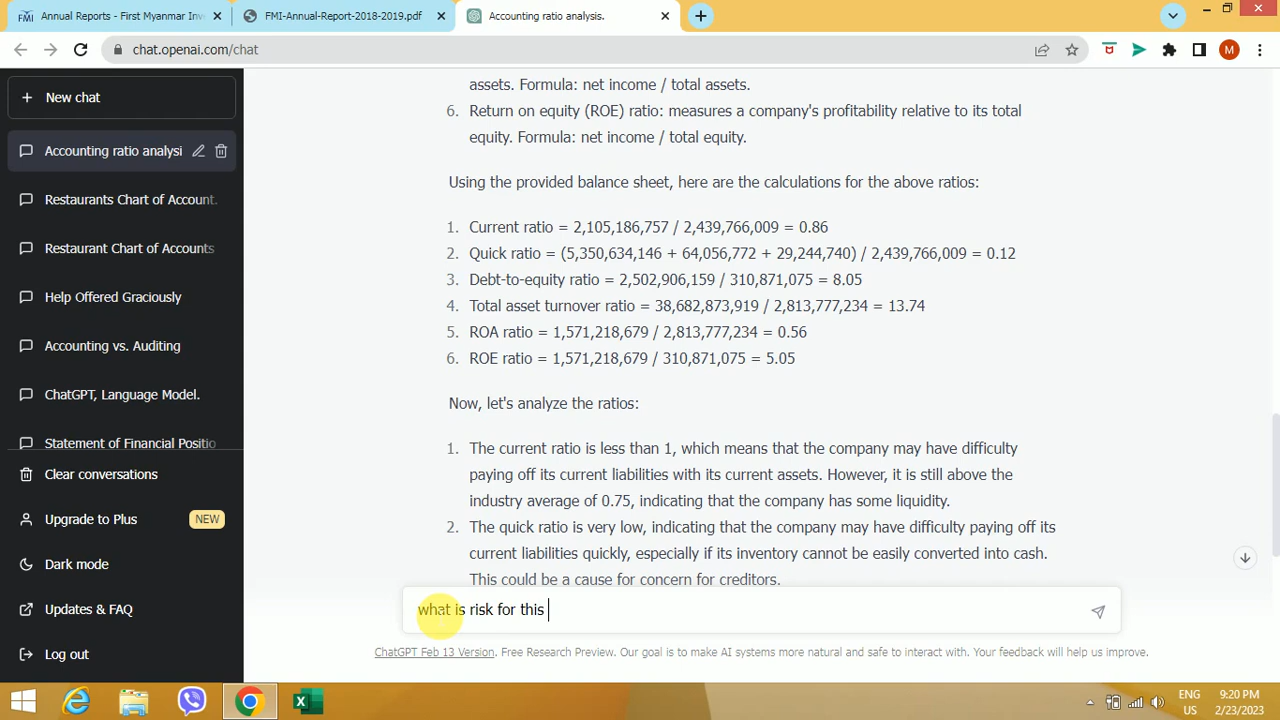 Annual Reports - First Myanmar Inv
FMI-Annual-Report-2018-2019.pdf
Accounting ratio analysis.
chat.openai.com/chat
M
New chat
Accounting ratio analysi
Restaurants Chart of Account.
Restaurant Chart of Accounts
Help Offered Graciously
Accounting vs. Auditing
ChatGPT, Language Model.
Statement of Financial Positio
Clear conversations
Upgrade to Plus NEW
Dark mode
Updates & FAQ
Log out
assets. Formula: net income / total assets.
6. Return on equity (ROE) ratio: measures a company's profitability relative to its total
equity. Formula: net income / total equity.
Using the provided balance sheet, here are the calculations for the above ratios:
1. Current ratio = 2,105,186,757 / 2,439,766,009 = 0.86
2. Quick ratio = (5,350,634,146 + 64,056,772 + 29,244,740) / 2,439,766,009 = 0.12
3. Debt-to-equity ratio = 2,502,906,159 / 310,871,075 = 8.05
4. Total asset turnover ratio = 38,682,873,919 / 2,813,777,234 = 13.74
5. ROA ratio = 1,571,218,679 / 2,813,777,234 = 0.56
6. ROE ratio = 1,571,218,679 / 310,871,075 = 5.05
Now, let's analyze the ratios:
1. The current ratio is less than 1, which means that the company may have difficulty
paying off its current liabilities with its current assets. However, it is still above the
industry average of 0.75, indicating that the company has some liquidity.
2. The quick ratio is very low, indicating that the company may have difficulty paying off its
current liabilities quickly, especially if its inventory cannot be easily converted into cash.
This could be a cause for concern for creditors.
what is risk for this
ChatGPT Feb 13 Version. Free Research Preview. Our goal is to make AI systems more natural and safe to interact with. Your feedback will help us improve.
ENG
US
9:20 PM
2/23/2023